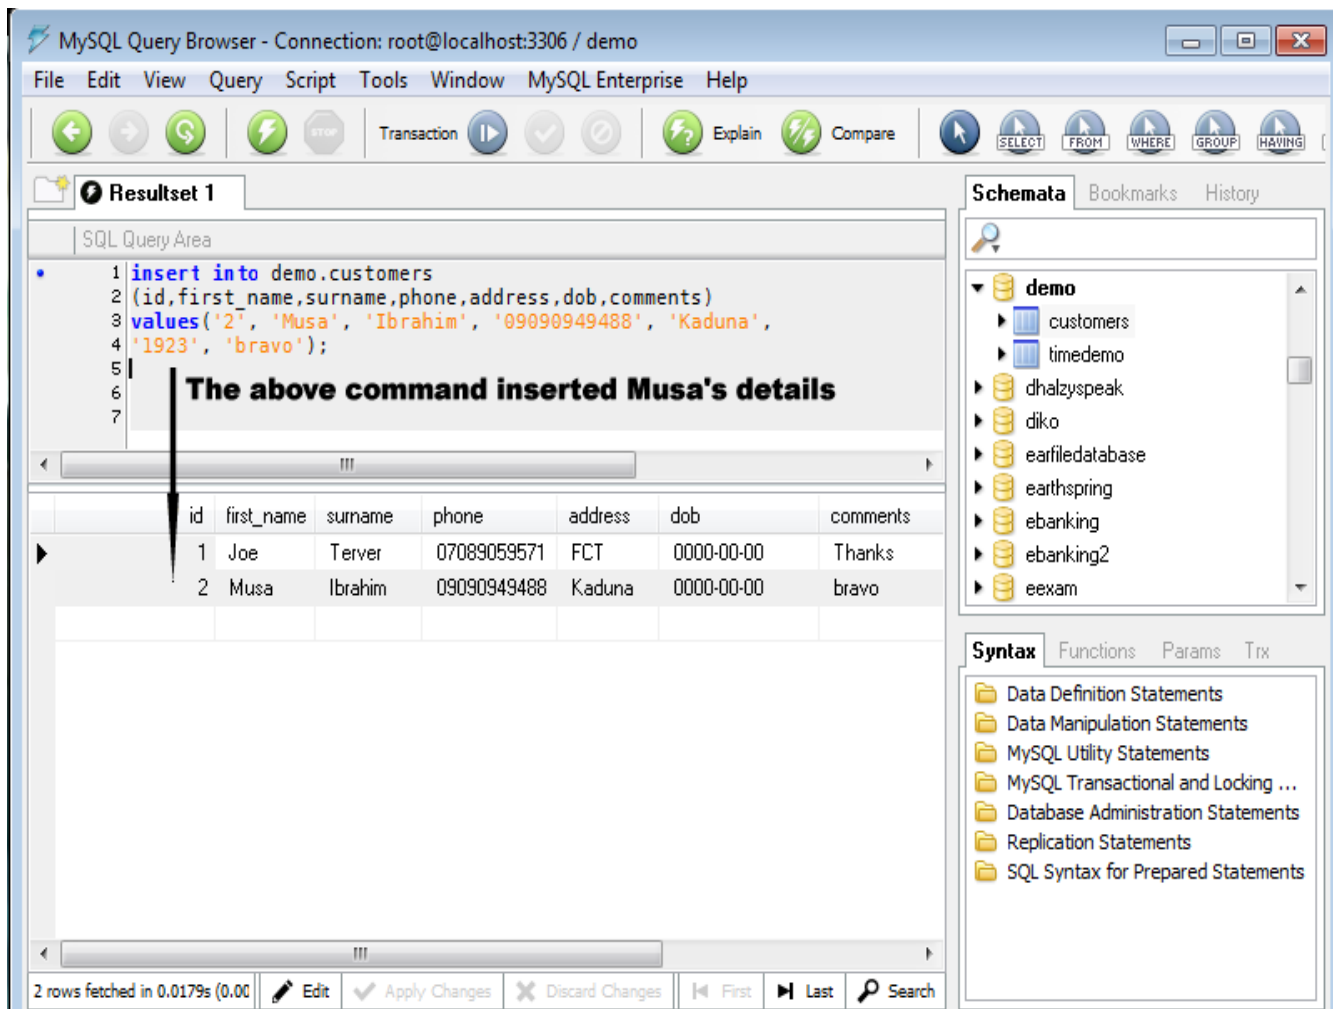 MySQL Query Browser - Connection: root@localhost:3306 / demo
File Edit View Query Script Tools Window MySQL Enterprise Help
STOP Transaction Explain Compare SELECT FROM WHERE GROUP HAVING
Resultset 1
SQL Query Area
1 insert into demo.customers
2 (id,first_name,surname,phone,address,dob,comments)
3 values('2', 'Musa', 'Ibrahim', '09090949488', 'Kaduna',
4 '1923', 'bravo');
5
6
7
The above command inserted Musa's details
id first_name surname phone address dob comments
1 Joe Terver 07089059571 FCT 0000-00-00 Thanks
2 Musa Ibrahim 09090949488 Kaduna 0000-00-00 bravo
2 rows fetched in 0.0179s (0.00 Edit Apply Changes Discard Changes First Last Search
Schemata Bookmarks History
demo
customers
timedemo
dhalzyspeak
diko
earfiledatabase
earthspring
ebanking
ebanking2
eexam
Syntax Functions Params Trx
Data Definition Statements
Data Manipulation Statements
MySQL Utility Statements
MySQL Transactional and Locking ...
Database Administration Statements
Replication Statements
SQL Syntax for Prepared Statements